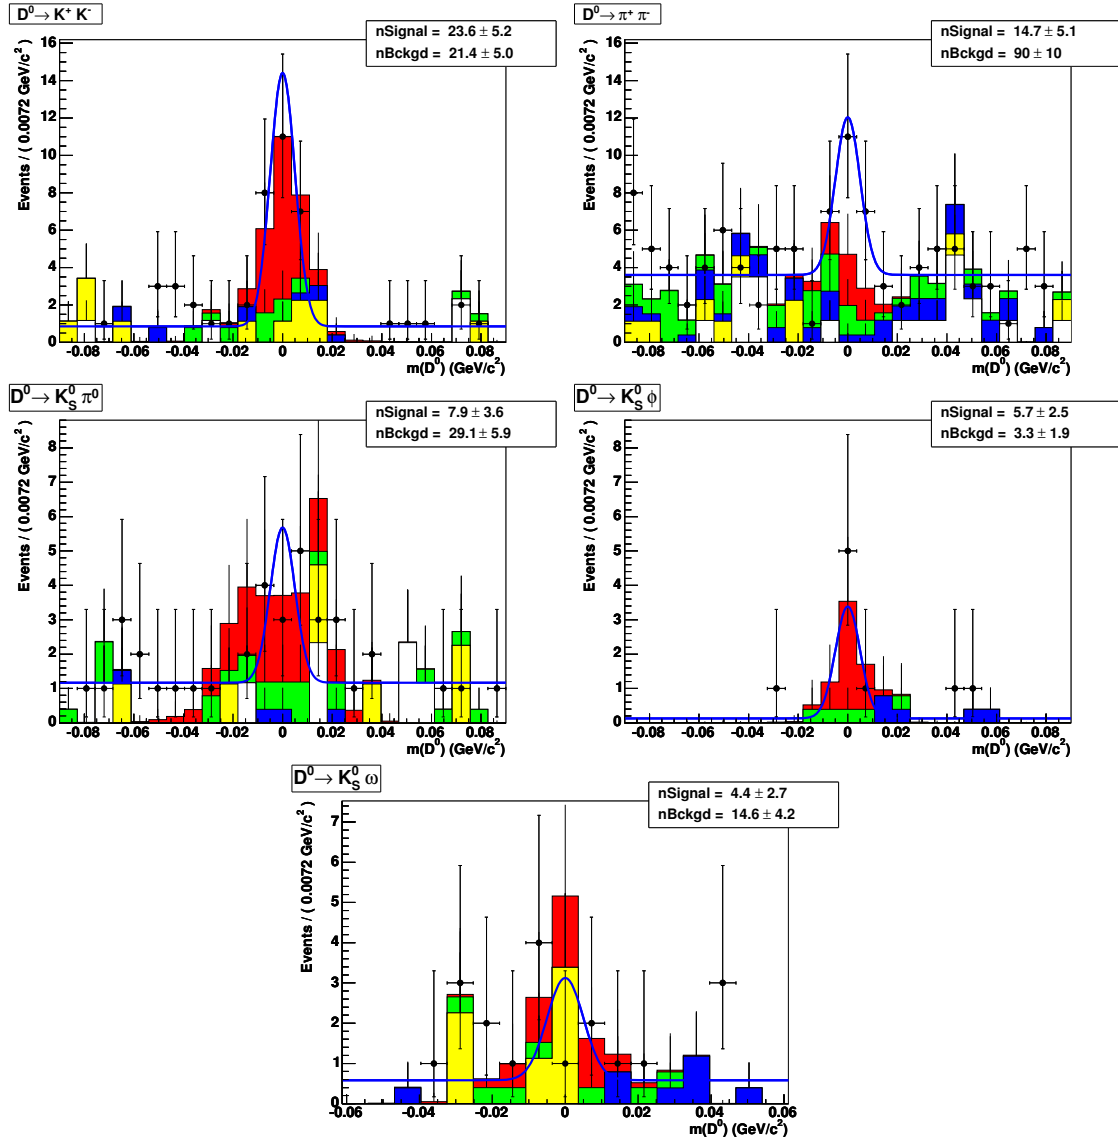 D⁰→ K⁺ K⁻
nSignal = 23.6 ± 5.2
nBckgd = 21.4 ± 5.0
Events / ( 0.0072 GeV/c² )
16
14
12
10
8
6
4
2
0
-0.08 -0.06 -0.04 -0.02 0 0.02 0.04 0.06 0.08
m(D⁰) (GeV/c²)
D⁰→ π⁺ π⁻
nSignal = 14.7 ± 5.1
nBckgd = 90 ± 10
Events / ( 0.0072 GeV/c² )
16
14
12
10
8
6
4
2
0
-0.08 -0.06 -0.04 -0.02 0 0.02 0.04 0.06 0.08
m(D⁰) (GeV/c²)
D⁰→ K_S⁰ π⁰
nSignal = 7.9 ± 3.6
nBckgd = 29.1 ± 5.9
Events / ( 0.0072 GeV/c² )
8
7
6
5
4
3
2
1
0
-0.08 -0.06 -0.04 -0.02 0 0.02 0.04 0.06 0.08
m(D⁰) (GeV/c²)
D⁰→ K_S⁰ ϕ
nSignal = 5.7 ± 2.5
nBckgd = 3.3 ± 1.9
Events / ( 0.0072 GeV/c² )
8
7
6
5
4
3
2
1
0
-0.08 -0.06 -0.04 -0.02 0 0.02 0.04 0.06 0.08
m(D⁰) (GeV/c²)
D⁰→ K_S⁰ ω
nSignal = 4.4 ± 2.7
nBckgd = 14.6 ± 4.2
Events / ( 0.0072 GeV/c² )
7
6
5
4
3
2
1
0
-0.06 -0.04 -0.02 0 0.02 0.04 0.06
m(D⁰) (GeV/c²)